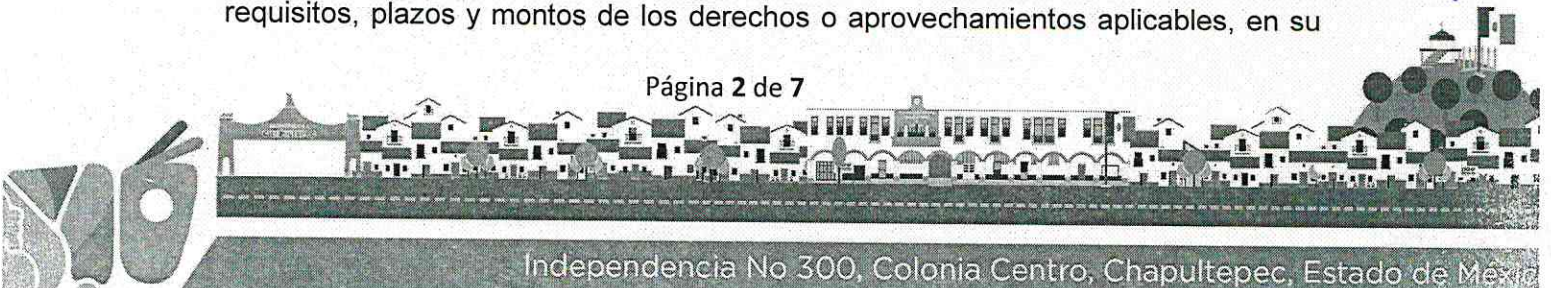 requisitos, plazos y montos de los derechos o aprovechamientos aplicables, en su
Página 2 de 7
Independencia No 300, Colonia Centro, Chapultepec, Estado de